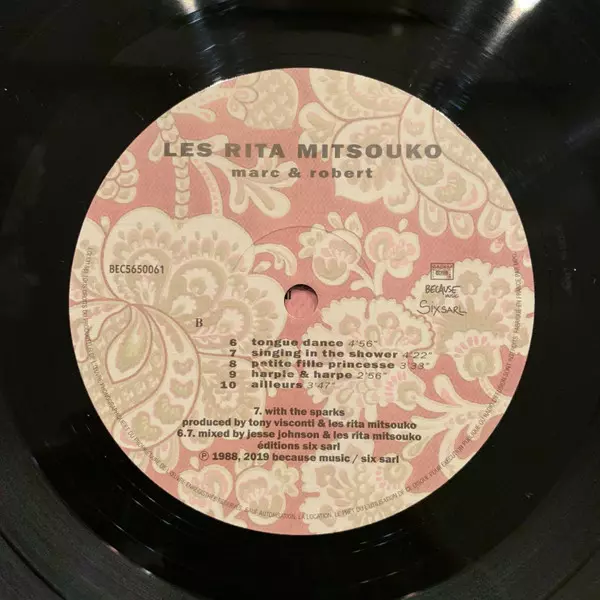 LES RITA MITSOUKO
marc & robert
BEC5650061
BECAUSE
SIXSARL
B
6 tongue dance 4'56"
7 singing in the shower 4'22"
8 petite fille princesse 3'33"
9 harpie & harpe 2'56"
10 ailleurs 3'47"
7. with the sparks
produced by tony visconti & les rita mitsouko
6.7. mixed by jesse johnson & les rita mitsouko
éditions six sarl
℗ 1988, 2019 because music / six sarl